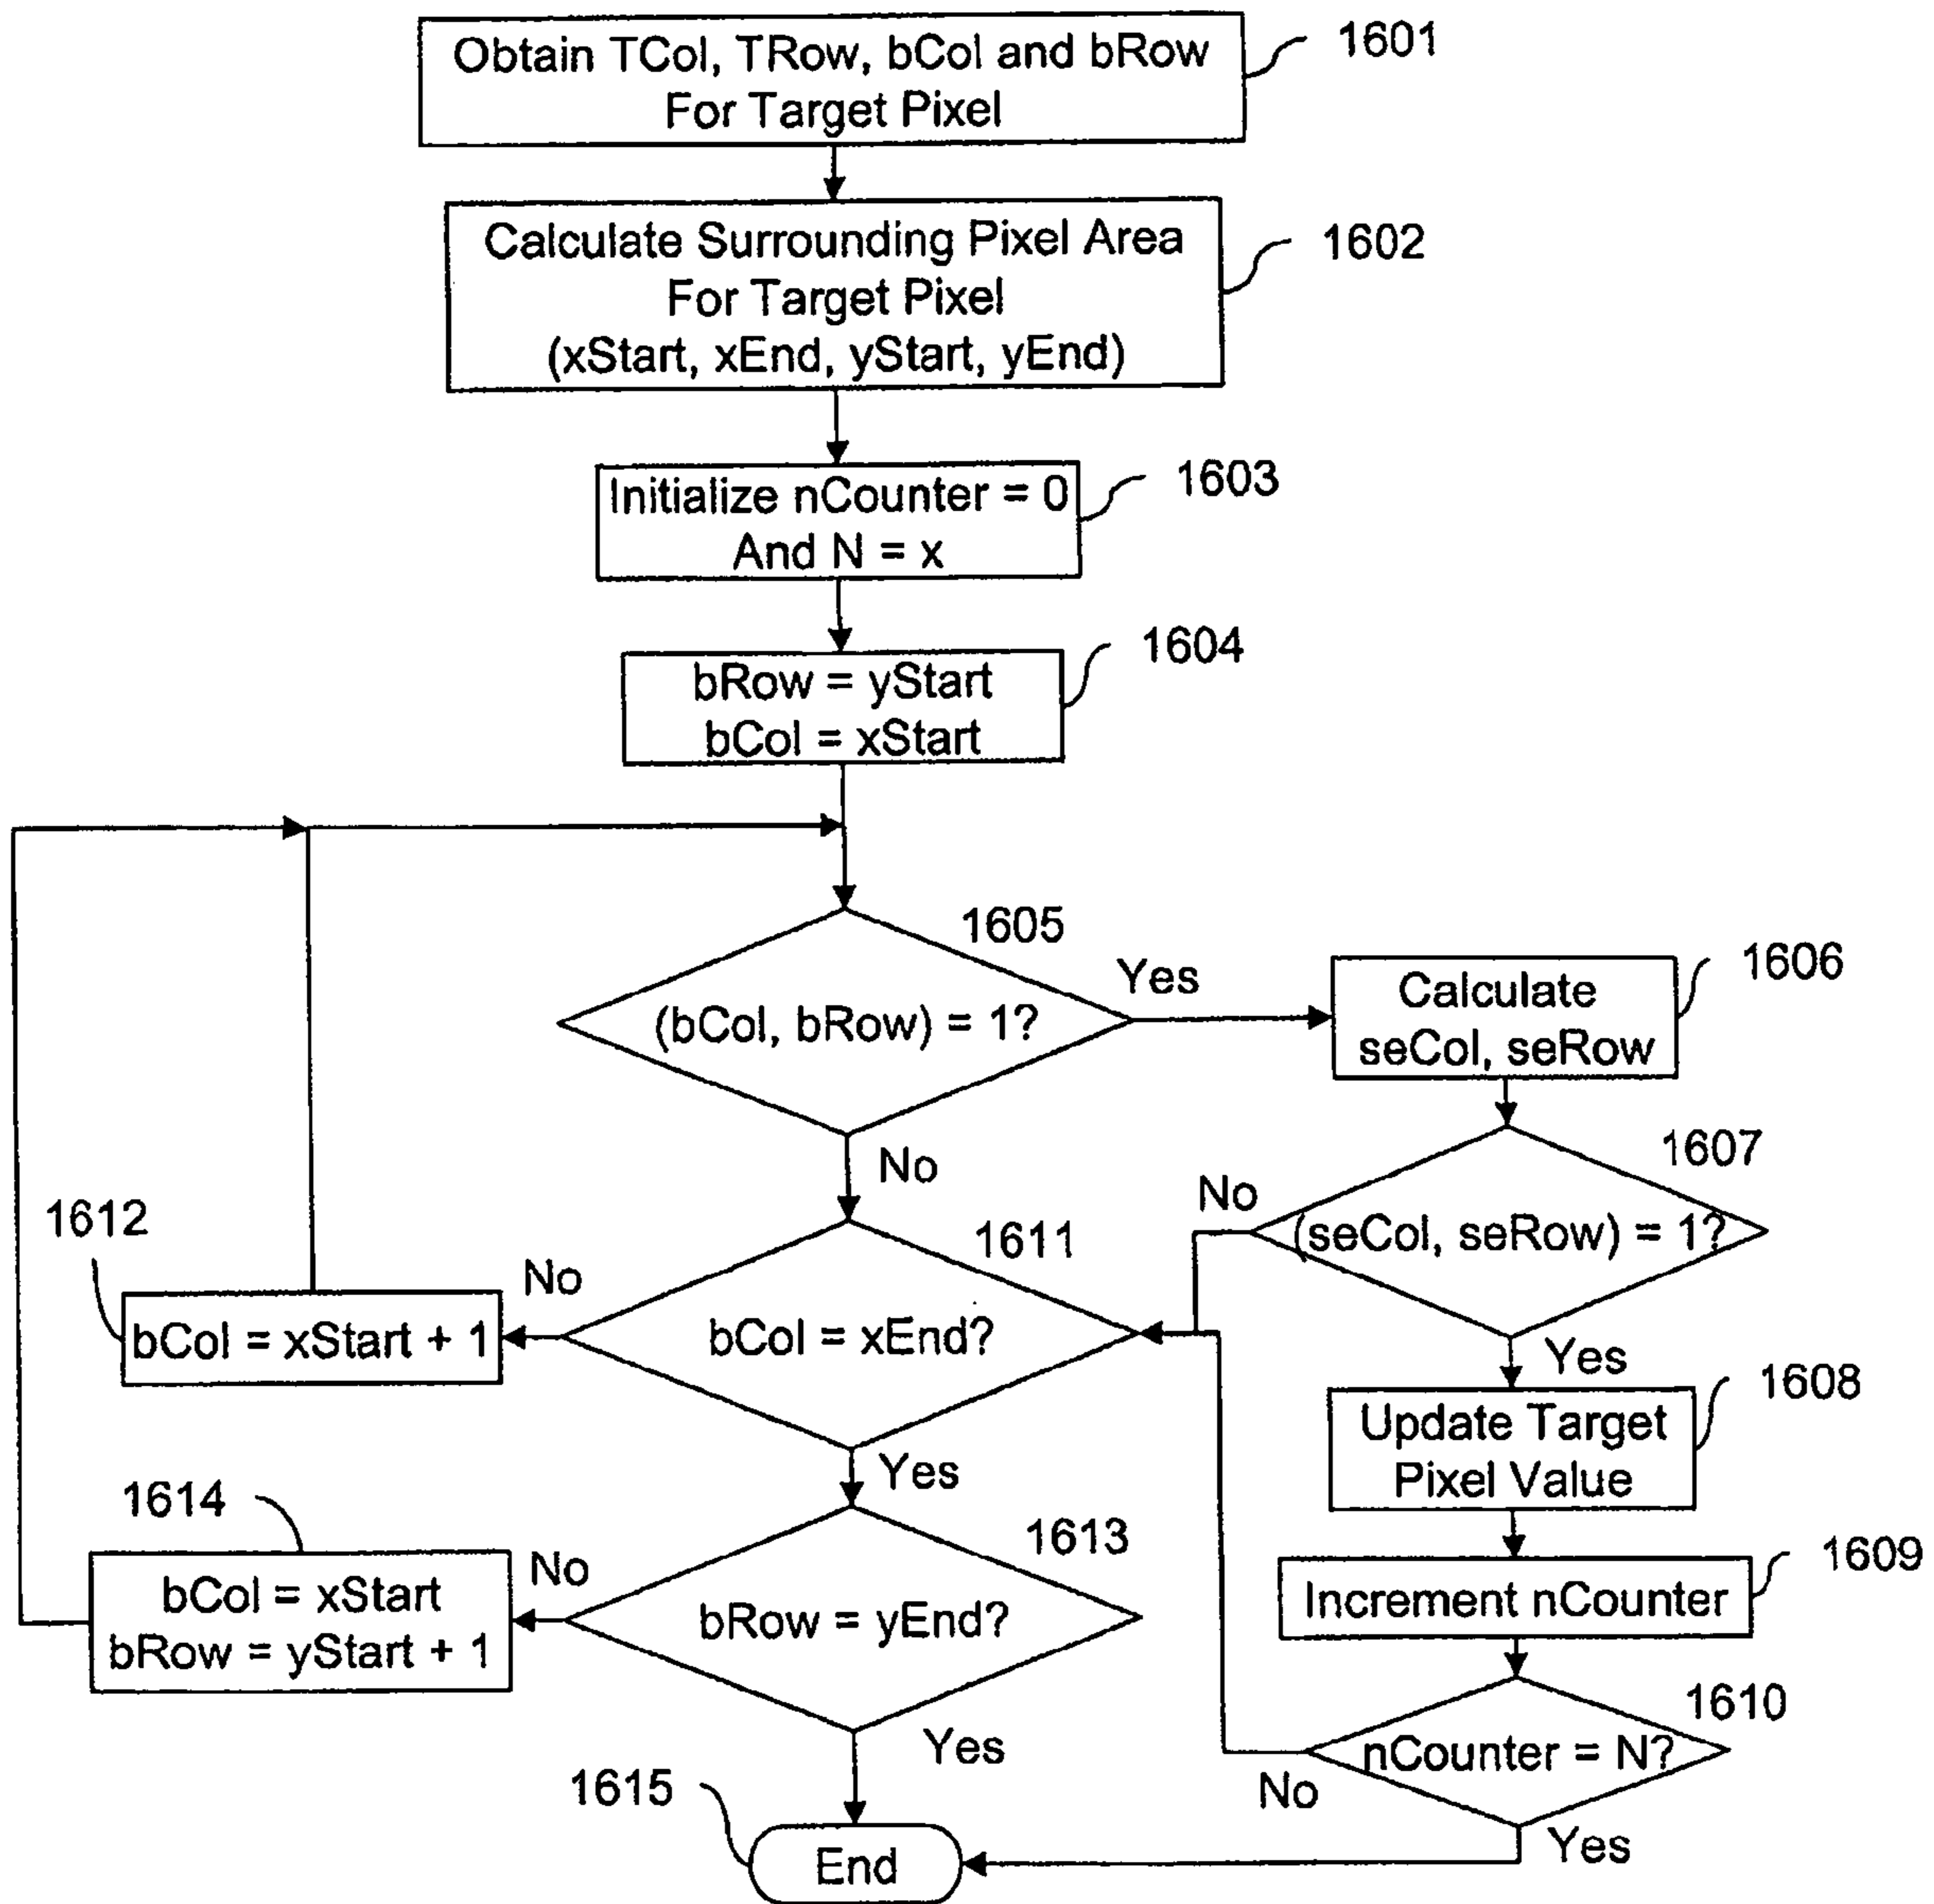 Obtain TCol, TRow, bCol and bRow
For Target Pixel
1601
Calculate Surrounding Pixel Area
For Target Pixel
(xStart, xEnd, yStart, yEnd)
1602
Initialize nCounter = 0
And N = x
1603
bRow = yStart
bCol = xStart
1604
1605
(bCol, bRow) = 1?
Yes
No
Calculate
seCol, seRow
1606
1607
(seCol, seRow) = 1?
No
Yes
Update Target
Pixel Value
1608
Increment nCounter
1609
1610
nCounter = N?
No
Yes
1611
bCol = xEnd?
No
Yes
1612
bCol = xStart + 1
1613
bRow = yEnd?
No
Yes
1614
bCol = xStart
bRow = yStart + 1
1615
End